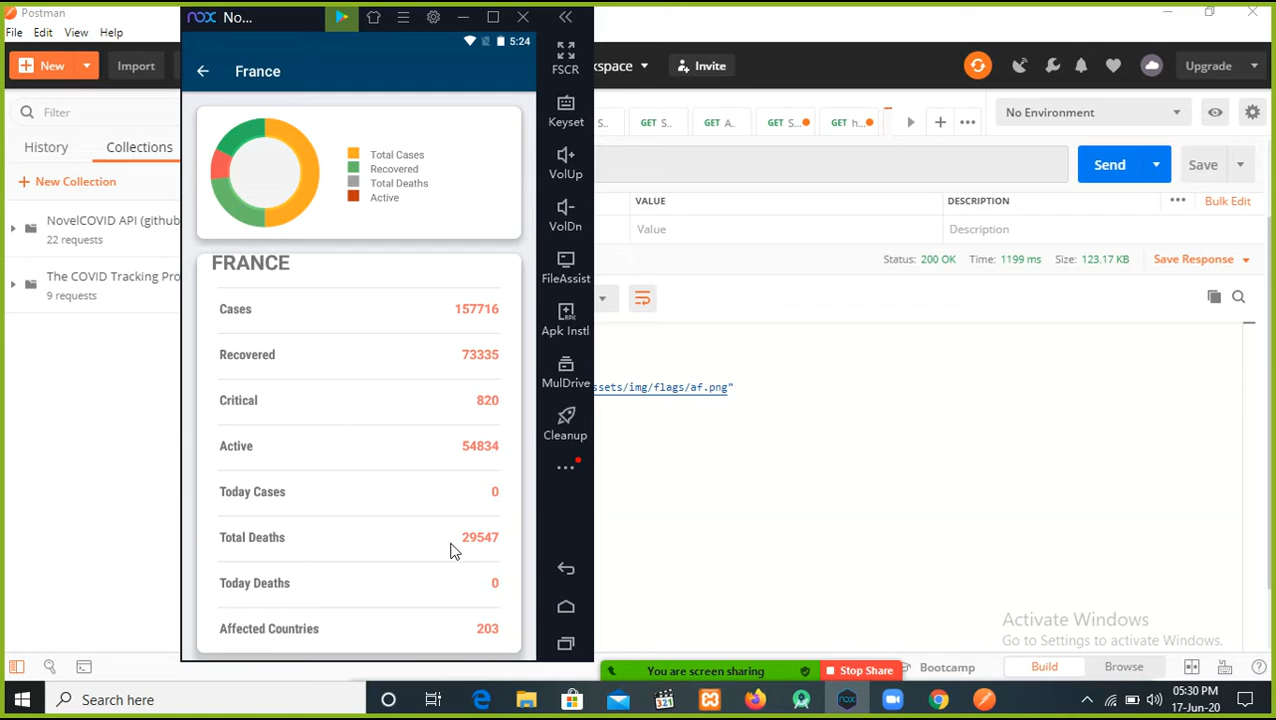 Postman
File Edit View Help
New
Import
Filter
History
Collections
+ New Collection
NovelCOVID API (github
22 requests
The COVID Tracking Pro
9 requests
nox No...
5:24
France
Total Cases
Recovered
Total Deaths
Active
FRANCE
Cases 157716
Recovered 73335
Critical 820
Active 54834
Today Cases 0
Total Deaths 29547
Today Deaths 0
Affected Countries 203
FSCR
Keyset
VolUp
VolDn
FileAssist
Apk Instl
MulDrive
Cleanup
kspace
Invite
Upgrade
S..
GET S..
GET A..
GET S...
GET h...
No Environment
Send
Save
VALUE DESCRIPTION
Bulk Edit
Value Description
Status: 200 OK Time: 1199 ms Size: 123.17 KB Save Response
ssets/img/flags/af.png"
Activate Windows
Go to Settings to activate Windows.
You are screen sharing
Stop Share
Bootcamp
Build
Browse
Type here to search
321
05:30 PM
17-Jun-20